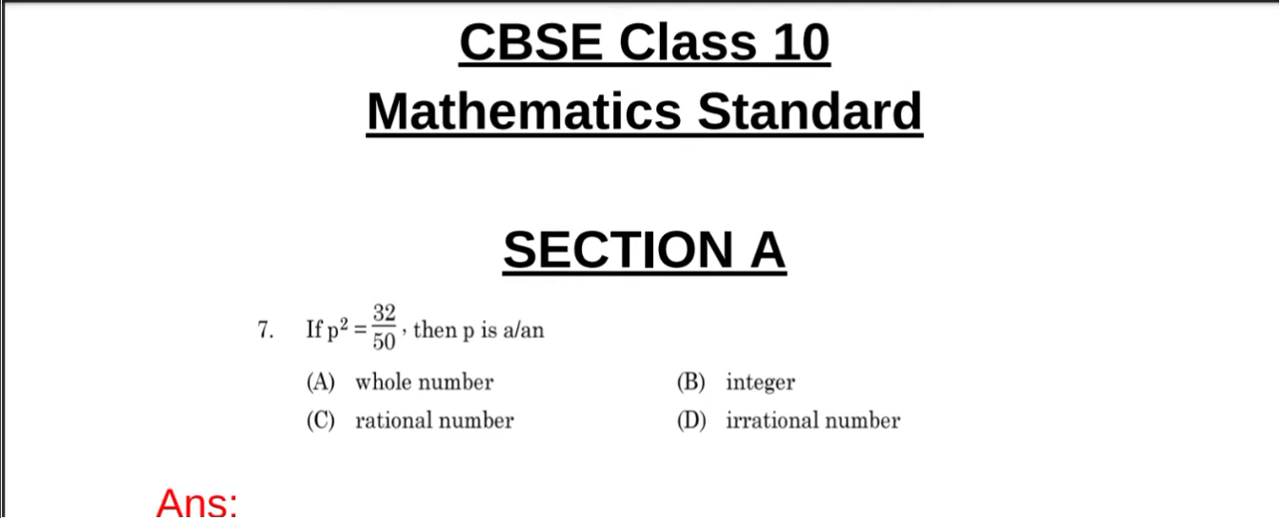 CBSE Class 10
Mathematics Standard
SECTION A
7. If p² = 32/50, then p is a/an
(A) whole number (B) integer
(C) rational number (D) irrational number
Ans: